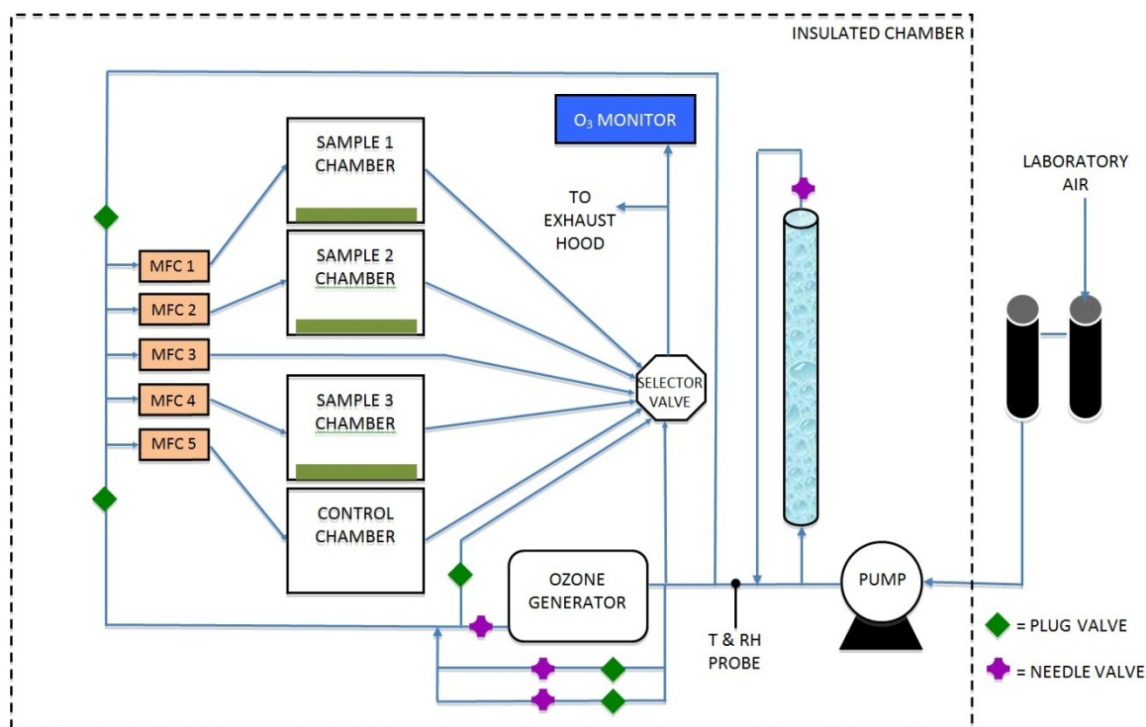 INSULATED CHAMBER
O₃ MONITOR
SAMPLE 1
CHAMBER
LABORATORY
AIR
TO
EXHAUST
HOOD
MFC 1
SAMPLE 2
CHAMBER
MFC 2
MFC 3
SELECTOR
VALVE
MFC 4
SAMPLE 3
CHAMBER
MFC 5
CONTROL
CHAMBER
OZONE
GENERATOR
PUMP
T & RH
PROBE
= PLUG VALVE
= NEEDLE VALVE